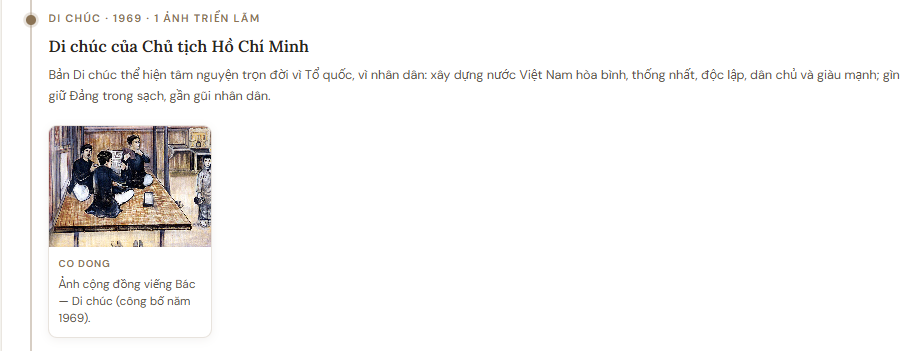 DI CHÚC · 1969 · 1 ẢNH TRIỂN LÃM
Di chúc của Chủ tịch Hồ Chí Minh
Bản Di chúc thể hiện tâm nguyện trọn đời vì Tổ quốc, vì nhân dân: xây dựng nước Việt Nam hòa bình, thống nhất, độc lập, dân chủ và giàu mạnh; gìn
giữ Đảng trong sạch, gần gũi nhân dân.
CO DONG
Ảnh cộng đồng viếng Bác
— Di chúc (công bố năm
1969).